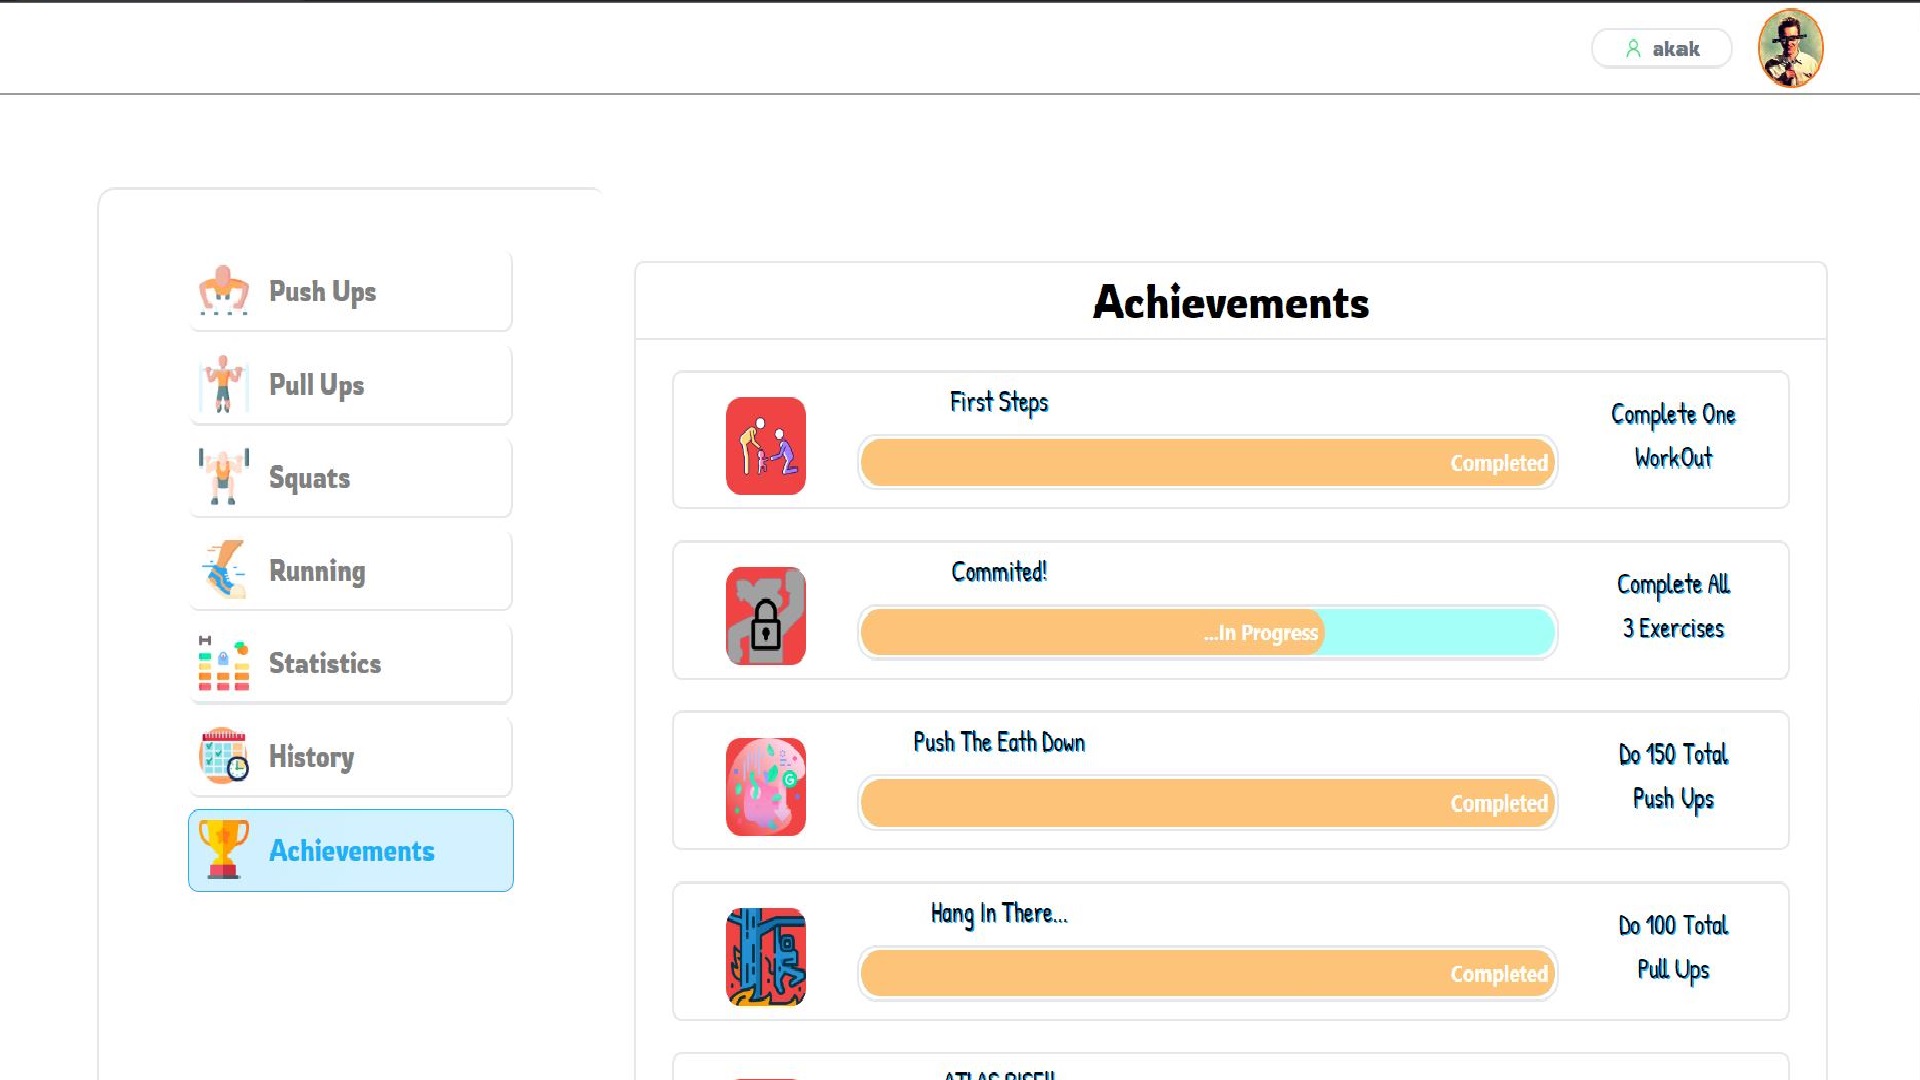 akak
Push Ups
Pull Ups
Squats
Running
Statistics
History
Achievements
Achievements
First Steps
Completed
Complete One
WorkOut
Commited!
...In Progress
Complete All
3 Exercises
Push The Eath Down
Completed
Do 150 Total
Push Ups
Hang In There...
Completed
Do 100 Total
Pull Ups
ATLAS RISE!!